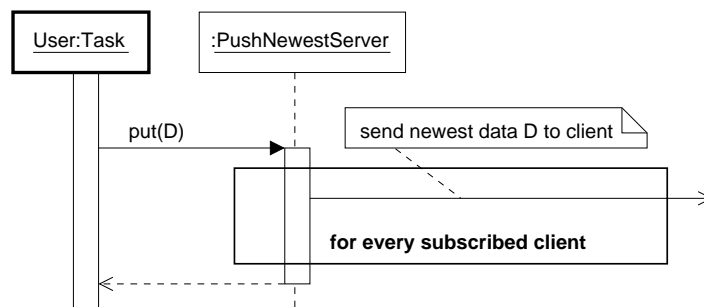 User:Task
:PushNewestServer
put(D)
send newest data D to client
for every subscribed client